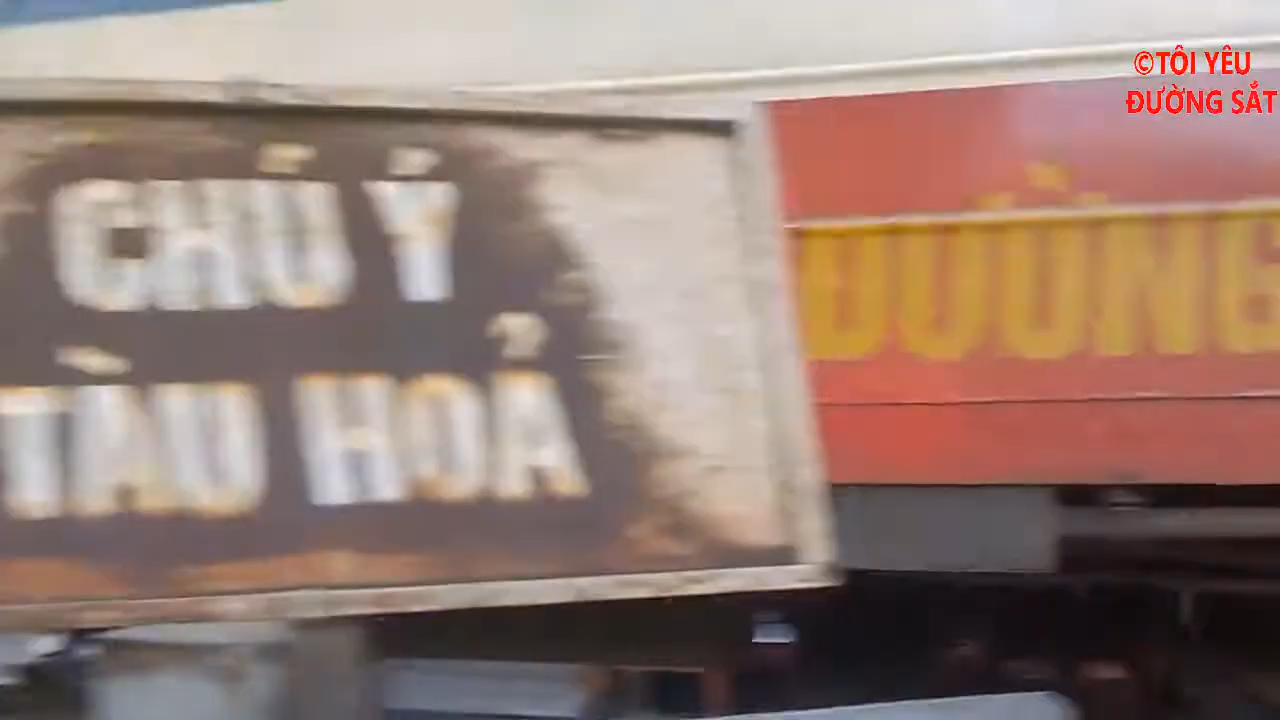 ©TÔI YÊU
ĐƯỜNG SẮT
CHÚ Ý
TÀU HOẢ
ĐƯỜNG